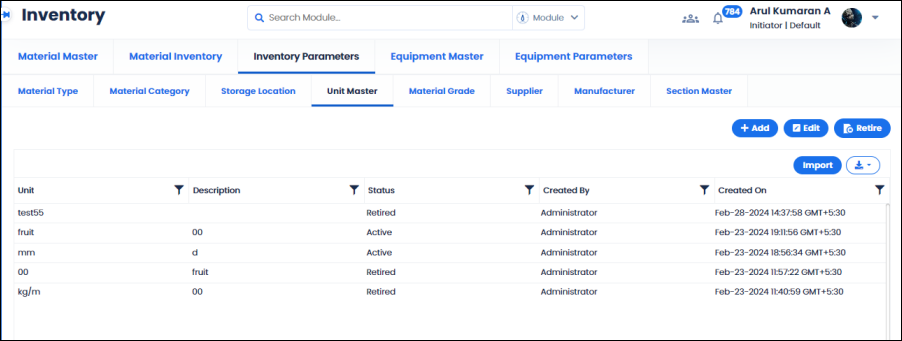 Inventory
Search Module...
Module
784
Arul Kumaran A
Initiator | Default
Material Master Material Inventory Inventory Parameters Equipment Master Equipment Parameters
Material Type Material Category Storage Location Unit Master Material Grade Supplier Manufacturer Section Master
Add Edit Retire
Import
Unit Description Status Created By Created On
test55 Retired Administrator Feb-28-2024 14:37:58 GMT+5:30
fruit 00 Active Administrator Feb-23-2024 19:11:56 GMT+5:30
mm d Active Administrator Feb-23-2024 18:56:34 GMT+5:30
00 fruit Retired Administrator Feb-23-2024 11:57:22 GMT+5:30
kg/m 00 Retired Administrator Feb-23-2024 11:40:59 GMT+5:30